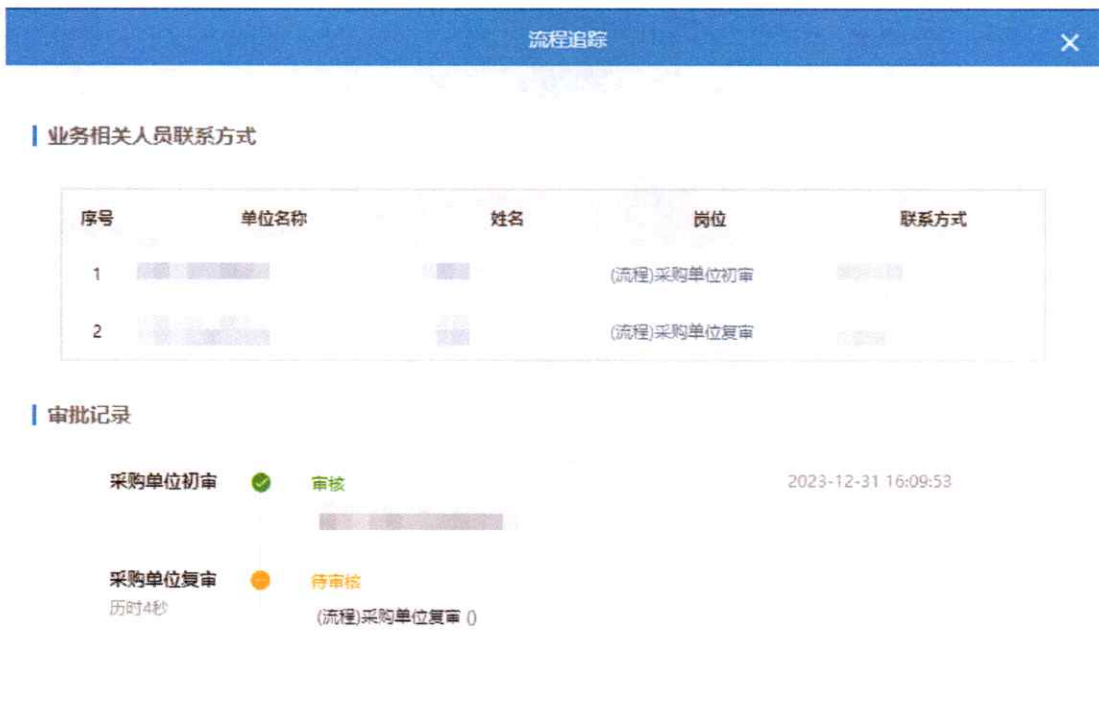 流程追踪
业务相关人员联系方式
序号 单位名称 姓名 岗位 联系方式
1 (流程)采购单位初审
2 (流程)采购单位复审
审批记录
采购单位初审 审核 2023-12-31 16:09:53
采购单位复审 待审核
历时4秒 (流程)采购单位复审 ()